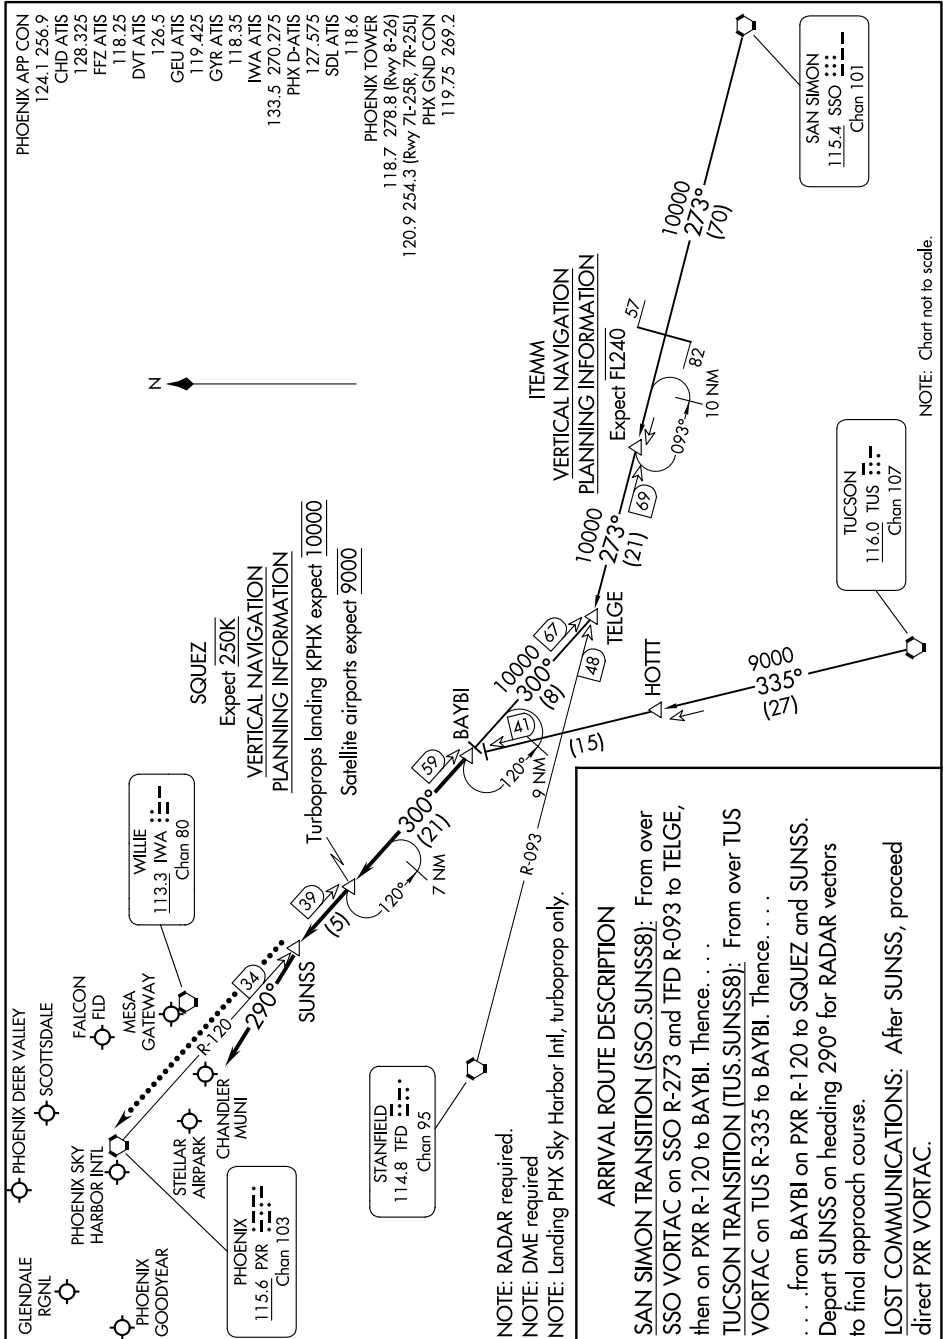 PHOENIX APP CON
124.1 256.9
CHD ATIS
128.325
FFZ ATIS
118.25
DVT ATIS
126.5
GEU ATIS
119.425
GYR ATIS
118.35
IWA ATIS
133.5 270.275
PHX D-ATIS
127.575
SDL ATIS
118.6
PHOENIX TOWER
118.7 278.8 (Rwy 8-26)
120.9 254.3 (Rwy 7L-25R, 7R-25L)
PHX GND CON
119.75 269.2
N
GLENDALE
RGNL
PHOENIX DEER VALLEY
SCOTTSDALE
PHOENIX SKY
HARBOR INTL
FALCON
FLD
MESA
GATEWAY
PHOENIX
GOODYEAR
STELLAR
AIRPARK
CHANDLER
MUNI
WILLIE
113.3 IWA
Chan 80
PHOENIX
115.6 PXR
Chan 103
STANFIELD
114.8 TFD
Chan 95
R-120
34
290°
SUNSS
39
(5)
SQUEZ
Expect 250K
VERTICAL NAVIGATION
PLANNING INFORMATION
Turboprops landing KPHX expect 10000
Satellite airports expect 9000
120°
7 NM
300°
(21)
59
BAYBI
120°
9 NM
41
10000
300°
(8)
67
48
TELGE
R-093
(15)
HOTTT
9000
335°
(27)
TUCSON
116.0 TUS
Chan 107
10000
273°
(21)
69
ITEMM
VERTICAL NAVIGATION
PLANNING INFORMATION
Expect FL240
093°
10 NM
57
82
10000
273°
(70)
SAN SIMON
115.4 SSO
Chan 101
NOTE: RADAR required.
NOTE: DME required
NOTE: Landing PHX Sky Harbor Intl, turboprop only.
NOTE: Chart not to scale.
ARRIVAL ROUTE DESCRIPTION
SAN SIMON TRANSITION (SSO.SUNSS8): From over
SSO VORTAC on SSO R-273 and TFD R-093 to TELGE,
then on PXR R-120 to BAYBI. Thence. . . .
TUCSON TRANSITION (TUS.SUNSS8): From over TUS
VORTAC on TUS R-335 to BAYBI. Thence. . . .
. . . .from BAYBI on PXR R-120 to SQUEZ and SUNSS.
Depart SUNSS on heading 290° for RADAR vectors
to final approach course.
LOST COMMUNICATIONS: After SUNSS, proceed
direct PXR VORTAC.